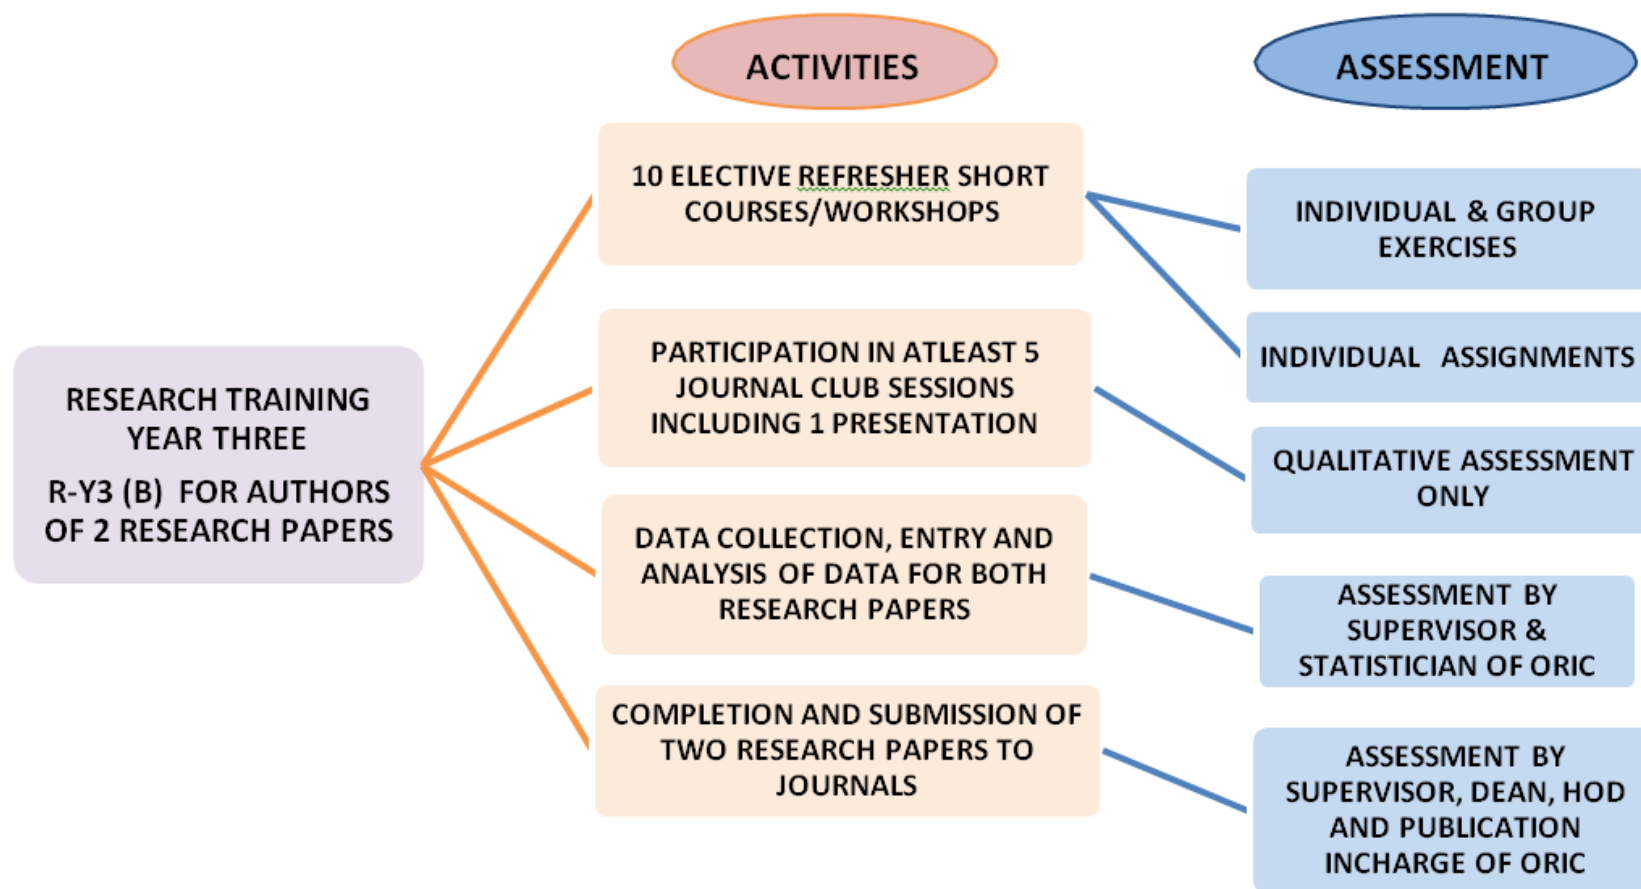 ACTIVITIES
ASSESSMENT
RESEARCH TRAINING
YEAR THREE
R-Y3 (B) FOR AUTHORS
OF 2 RESEARCH PAPERS
10 ELECTIVE REFRESHER SHORT
COURSES/WORKSHOPS
PARTICIPATION IN ATLEAST 5
JOURNAL CLUB SESSIONS
INCLUDING 1 PRESENTATION
DATA COLLECTION, ENTRY AND
ANALYSIS OF DATA FOR BOTH
RESEARCH PAPERS
COMPLETION AND SUBMISSION OF
TWO RESEARCH PAPERS TO
JOURNALS
INDIVIDUAL & GROUP
EXERCISES
INDIVIDUAL ASSIGNMENTS
QUALITATIVE ASSESSMENT
ONLY
ASSESSMENT BY
SUPERVISOR &
STATISTICIAN OF ORIC
ASSESSMENT BY
SUPERVISOR, DEAN, HOD
AND PUBLICATION
INCHARGE OF ORIC